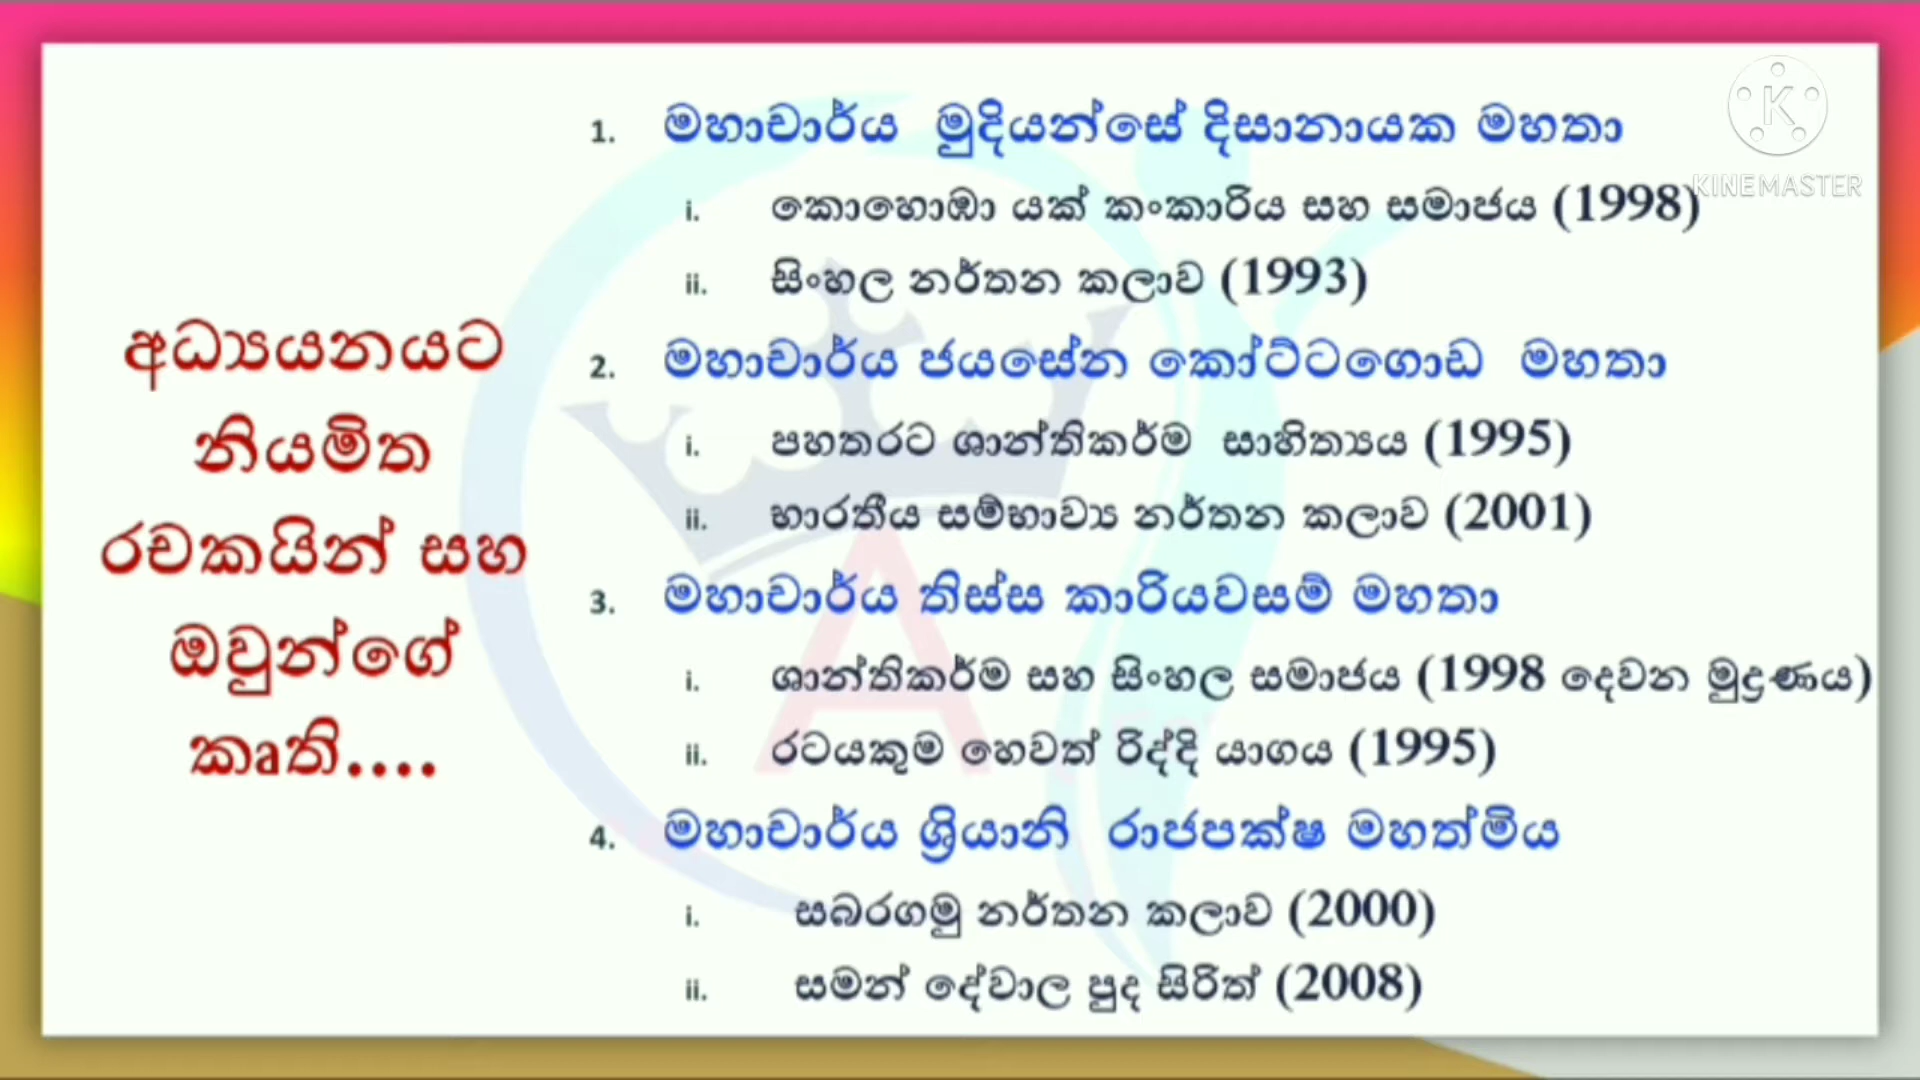 අධ්‍යයනයට
නියමිත
රචකයින් සහ
ඔවුන්ගේ
කෘති....
1. මහාචාර්ය මුදියන්සේ දිසානායක මහතා
i. කොහොඹා යක් කංකාරිය සහ සමාජය (1998)
ii. සිංහල නර්තන කලාව (1993)
2. මහාචාර්ය ජයසේන කෝට්ටගොඩ මහතා
i. පහතරට ශාන්තිකර්ම සාහිත්‍යය (1995)
ii. භාරතීය සම්භාව්‍ය නර්තන කලාව (2001)
3. මහාචාර්ය තිස්ස කාරියවසම් මහතා
i. ශාන්තිකර්ම සහ සිංහල සමාජය (1998 දෙවන මුද්‍රණය)
ii. රටයකුම හෙවත් රිද්දි යාගය (1995)
4. මහාචාර්ය ශ්‍රියානි රාජපක්ෂ මහත්මිය
i. සබරගමු නර්තන කලාව (2000)
ii. සමන් දේවාල පුද සිරිත් (2008)
K
KINEMASTER
A